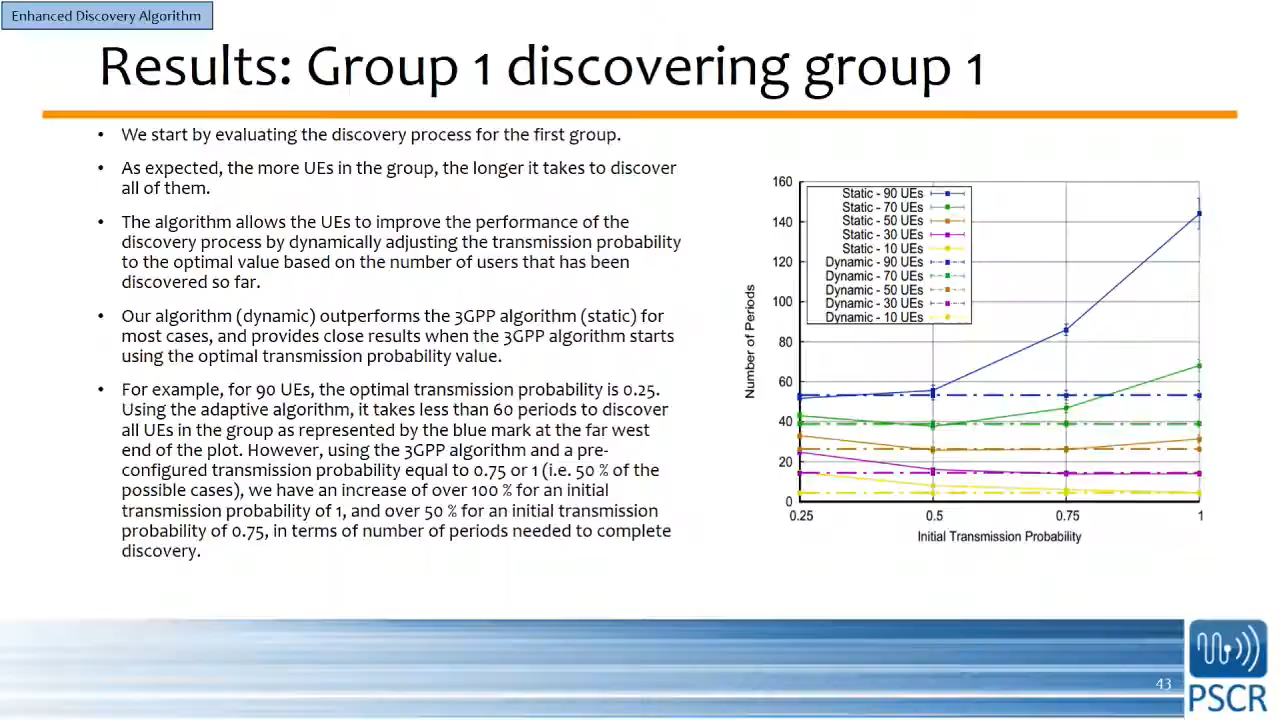 Enhanced Discovery Algorithm
Results: Group 1 discovering group 1
• We start by evaluating the discovery process for the first group.
• As expected, the more UEs in the group, the longer it takes to discover
all of them.
• The algorithm allows the UEs to improve the performance of the
discovery process by dynamically adjusting the transmission probability
to the optimal value based on the number of users that has been
discovered so far.
• Our algorithm (dynamic) outperforms the 3GPP algorithm (static) for
most cases, and provides close results when the 3GPP algorithm starts
using the optimal transmission probability value.
• For example, for 90 UEs, the optimal transmission probability is 0.25.
Using the adaptive algorithm, it takes less than 60 periods to discover
all UEs in the group as represented by the blue mark at the far west
end of the plot. However, using the 3GPP algorithm and a pre-
configured transmission probability equal to 0.75 or 1 (i.e. 50 % of the
possible cases), we have an increase of over 100 % for an initial
transmission probability of 1, and over 50 % for an initial transmission
probability of 0.75, in terms of number of periods needed to complete
discovery.
Number of Periods
160
140
120
100
80
60
40
20
0
Static - 90 UEs
Static - 70 UEs
Static - 50 UEs
Static - 30 UEs
Static - 10 UEs
Dynamic - 90 UEs
Dynamic - 70 UEs
Dynamic - 50 UEs
Dynamic - 30 UEs
Dynamic - 10 UEs
0.25 0.5 0.75 1
Initial Transmission Probability
43
PSCR